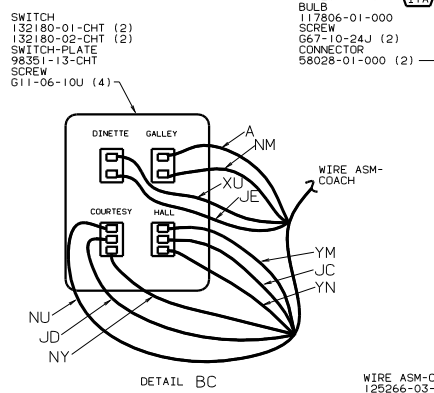 SWITCH
132180-01-CHT (2)
132180-02-CHT (2)
SWITCH-PLATE
98351-13-CHT
SCREW
G11-06-10U (4)
BULB
117806-01-000
SCREW
G67-10-24J (2)
CONNECTOR
58028-01-000 (2)
DINETTE GALLEY
A
NM
WIRE ASM-
COACH
XU
JE
COURTESY HALL
YM
JC
YN
NU
JD
NY
DETAIL BC
WIRE ASM-C
125266-03-